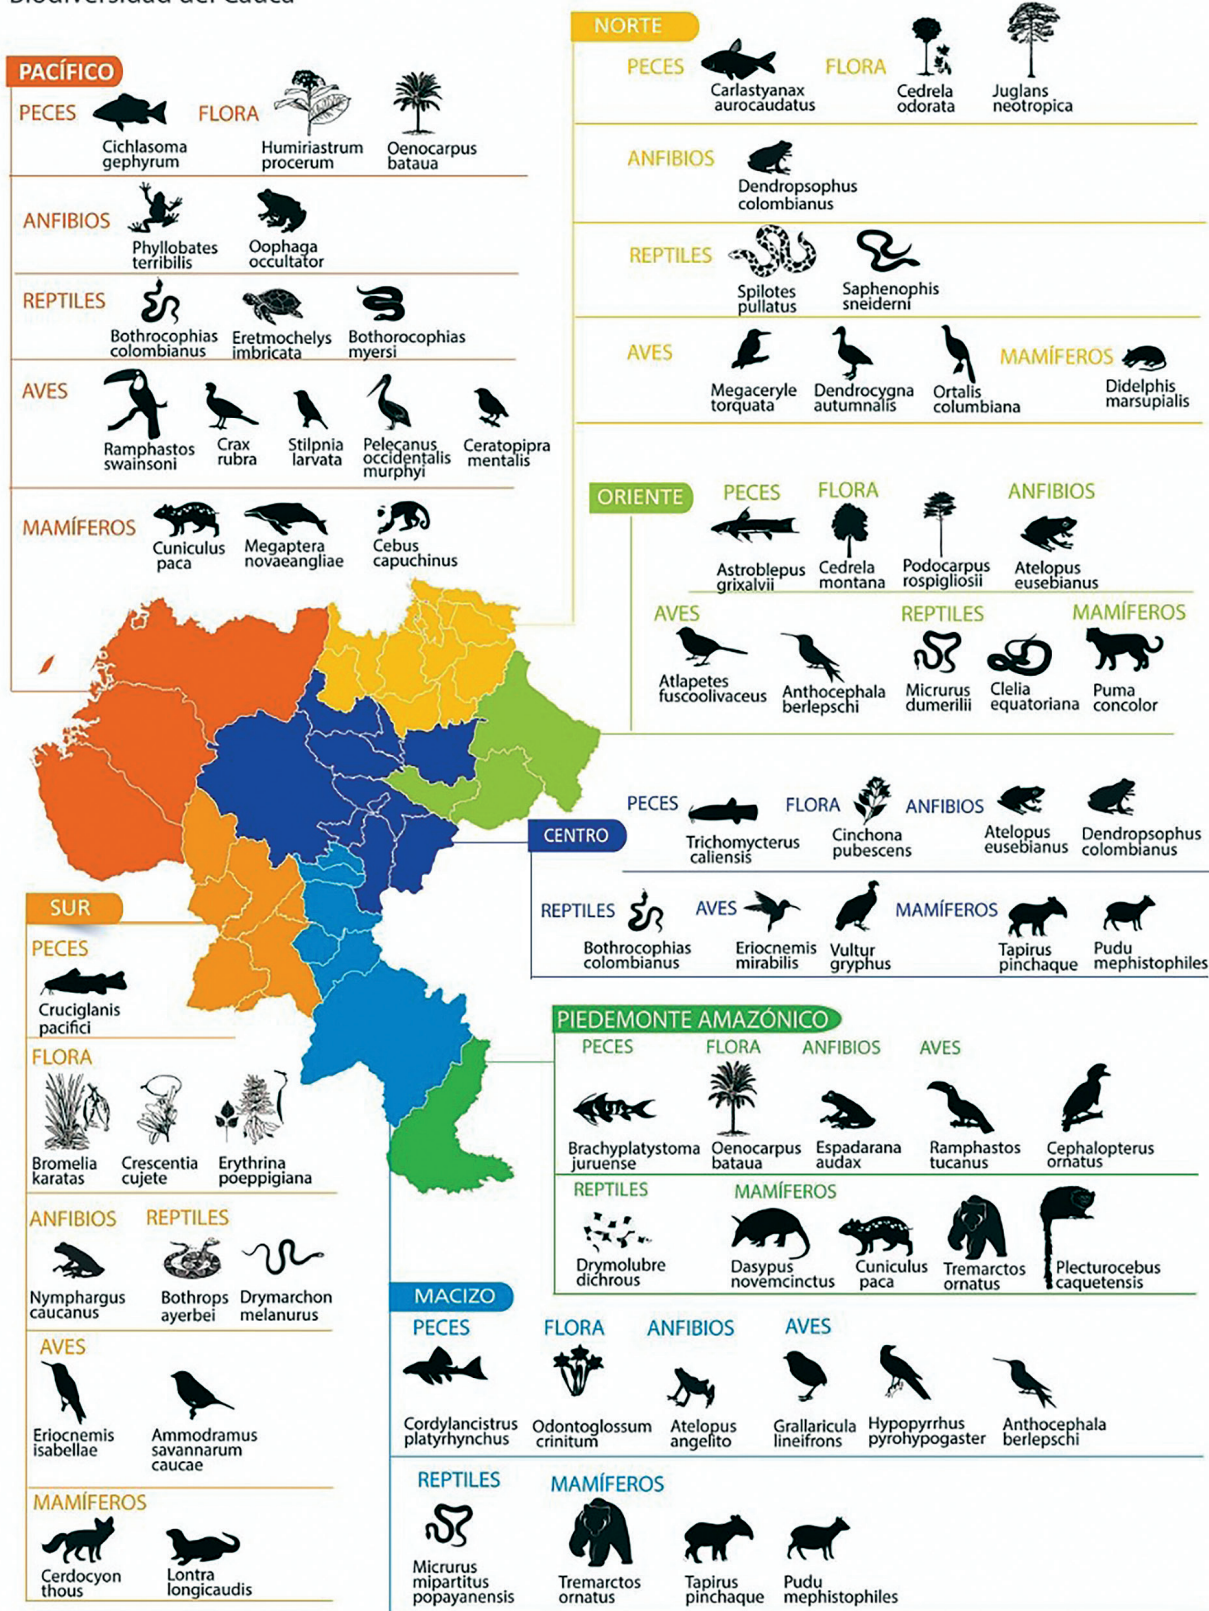 Biodiversidad del Cauca
PACÍFICO
PECES
Cichlasoma
gephyrum
FLORA
Humiriastrum
procerum
Oenocarpus
bataua
ANFIBIOS
Phyllobates
terribilis
Oophaga
occultator
REPTILES
Bothrocophias
colombianus
Eretmochelys
imbricata
Bothorocophias
myersi
AVES
Ramphastos
swainsoni
Crax
rubra
Stilpnia
larvata
Pelecanus
occidentalis
murphyi
Ceratopipra
mentalis
MAMÍFEROS
Cuniculus
paca
Megaptera
novaeangliae
Cebus
capuchinus
NORTE
PECES
Carlastyanax
aurocaudatus
FLORA
Cedrela
odorata
Juglans
neotropica
ANFIBIOS
Dendropsophus
colombianus
REPTILES
Spilotes
pullatus
Saphenophis
sneiderni
AVES
Megaceryle
torquata
Dendrocygna
autumnalis
Ortalis
columbiana
MAMÍFEROS
Didelphis
marsupialis
ORIENTE
PECES
Astroblepus
grixalvii
FLORA
Cedrela
montana
Podocarpus
rospigliosii
ANFIBIOS
Atelopus
eusebianus
AVES
Atlapetes
fuscoolivaceus
Anthocephala
berlepschi
REPTILES
Micrurus
dumerilii
Clelia
equatoriana
MAMÍFEROS
Puma
concolor
CENTRO
PECES
Trichomycterus
caliensis
FLORA
Cinchona
pubescens
ANFIBIOS
Atelopus
eusebianus
Dendropsophus
colombianus
REPTILES
Bothrocophias
colombianus
AVES
Eriocnemis
mirabilis
Vultur
gryphus
MAMÍFEROS
Tapirus
pinchaque
Pudu
mephistophiles
SUR
PECES
Cruciglanis
pacifici
FLORA
Bromelia
karatas
Crescentia
cujete
Erythrina
poeppigiana
ANFIBIOS
Nymphargus
caucanus
REPTILES
Bothrops
ayerbei
Drymarchon
melanurus
AVES
Eriocnemis
isabellae
Ammodramus
savannarum
caucae
MAMÍFEROS
Cerdocyon
thous
Lontra
longicaudis
PIEDEMONTE AMAZÓNICO
PECES
Brachyplatystoma
juruense
FLORA
Oenocarpus
bataua
ANFIBIOS
Espadarana
audax
AVES
Ramphastos
tucanus
Cephalopterus
ornatus
REPTILES
Drymolubre
dichrous
MAMÍFEROS
Dasypus
novemcinctus
Cuniculus
paca
Tremarctos
ornatus
Plecturocebus
caquetensis
MACIZO
PECES
Cordylancistrus
platyrhynchus
FLORA
Odontoglossum
crinitum
ANFIBIOS
Atelopus
angelito
AVES
Grallaricula
lineifrons
Hypopyrrhus
pyrohypogaster
Anthocephala
berlepschi
REPTILES
Micrurus
mipartitus
popayanensis
MAMÍFEROS
Tremarctos
ornatus
Tapirus
pinchaque
Pudu
mephistophiles